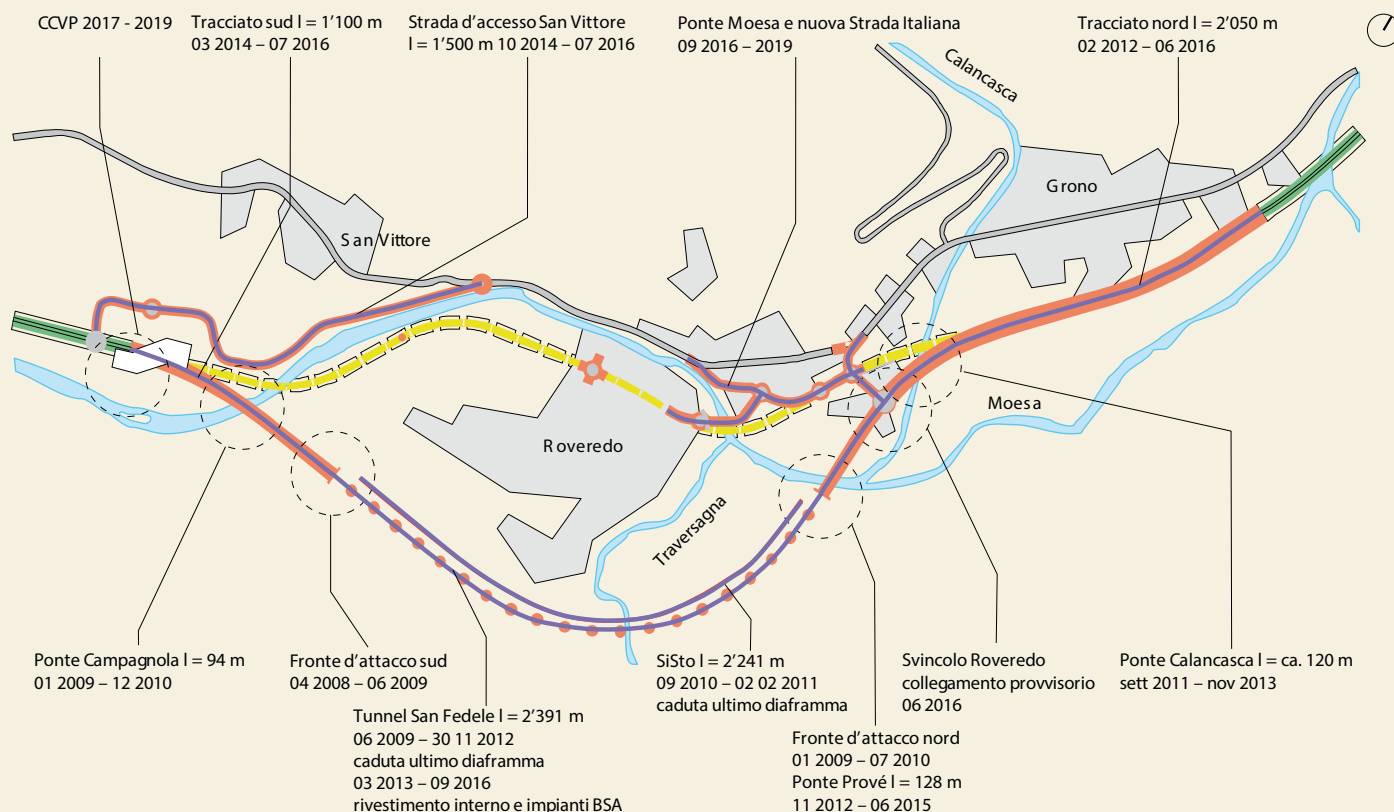 CCVP 2017 - 2019
Tracciato sud l = 1’100 m
03 2014 – 07 2016
Strada d’accesso San Vittore
l = 1’500 m 10 2014 – 07 2016
Ponte Moesa e nuova Strada Italiana
09 2016 – 2019
Tracciato nord l = 2’050 m
02 2012 – 06 2016
Calancasca
Grono
San Vittore
Moesa
Roveredo
Traversagna
Ponte Campagnola l = 94 m
01 2009 – 12 2010
Fronte d’attacco sud
04 2008 – 06 2009
Tunnel San Fedele l = 2’391 m
06 2009 – 30 11 2012
caduta ultimo diaframma
03 2013 – 09 2016
rivestimento interno e impianti BSA
SiSto l = 2’241 m
09 2010 – 02 02 2011
caduta ultimo diaframma
Fronte d’attacco nord
01 2009 – 07 2010
Ponte Prové l = 128 m
11 2012 – 06 2015
Svincolo Roveredo
collegamento provvisorio
06 2016
Ponte Calancasca l = ca. 120 m
sett 2011 – nov 2013